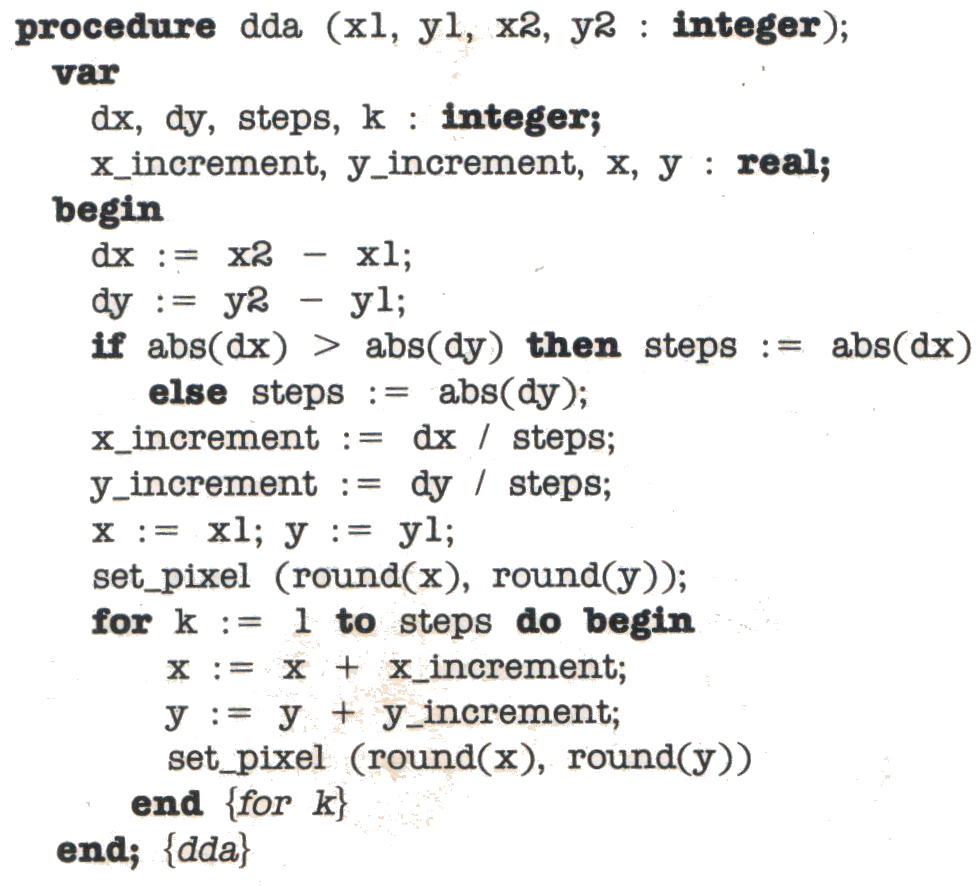 procedure dda (x1, y1, x2, y2 : integer);
var
dx, dy, steps, k : integer;
x_increment, y_increment, x, y : real;
begin
dx := x2 - x1;
dy := y2 - y1;
if abs(dx) > abs(dy) then steps := abs(dx)
else steps := abs(dy);
x_increment := dx / steps;
y_increment := dy / steps;
x := x1; y := y1;
set_pixel (round(x), round(y));
for k := 1 to steps do begin
x := x + x_increment;
y := y + y_increment;
set_pixel (round(x), round(y))
end {for k}
end; {dda}